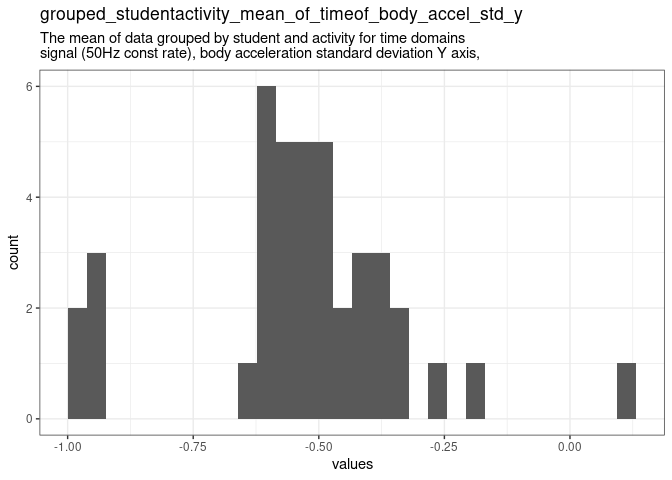 grouped_studentactivity_mean_of_timeof_body_accel_std_y
The mean of data grouped by student and activity for time domains
signal (50Hz const rate), body acceleration standard deviation Y axis,
6
4
2
0
count
-1.00
-0.75
-0.50
-0.25
0.00
values